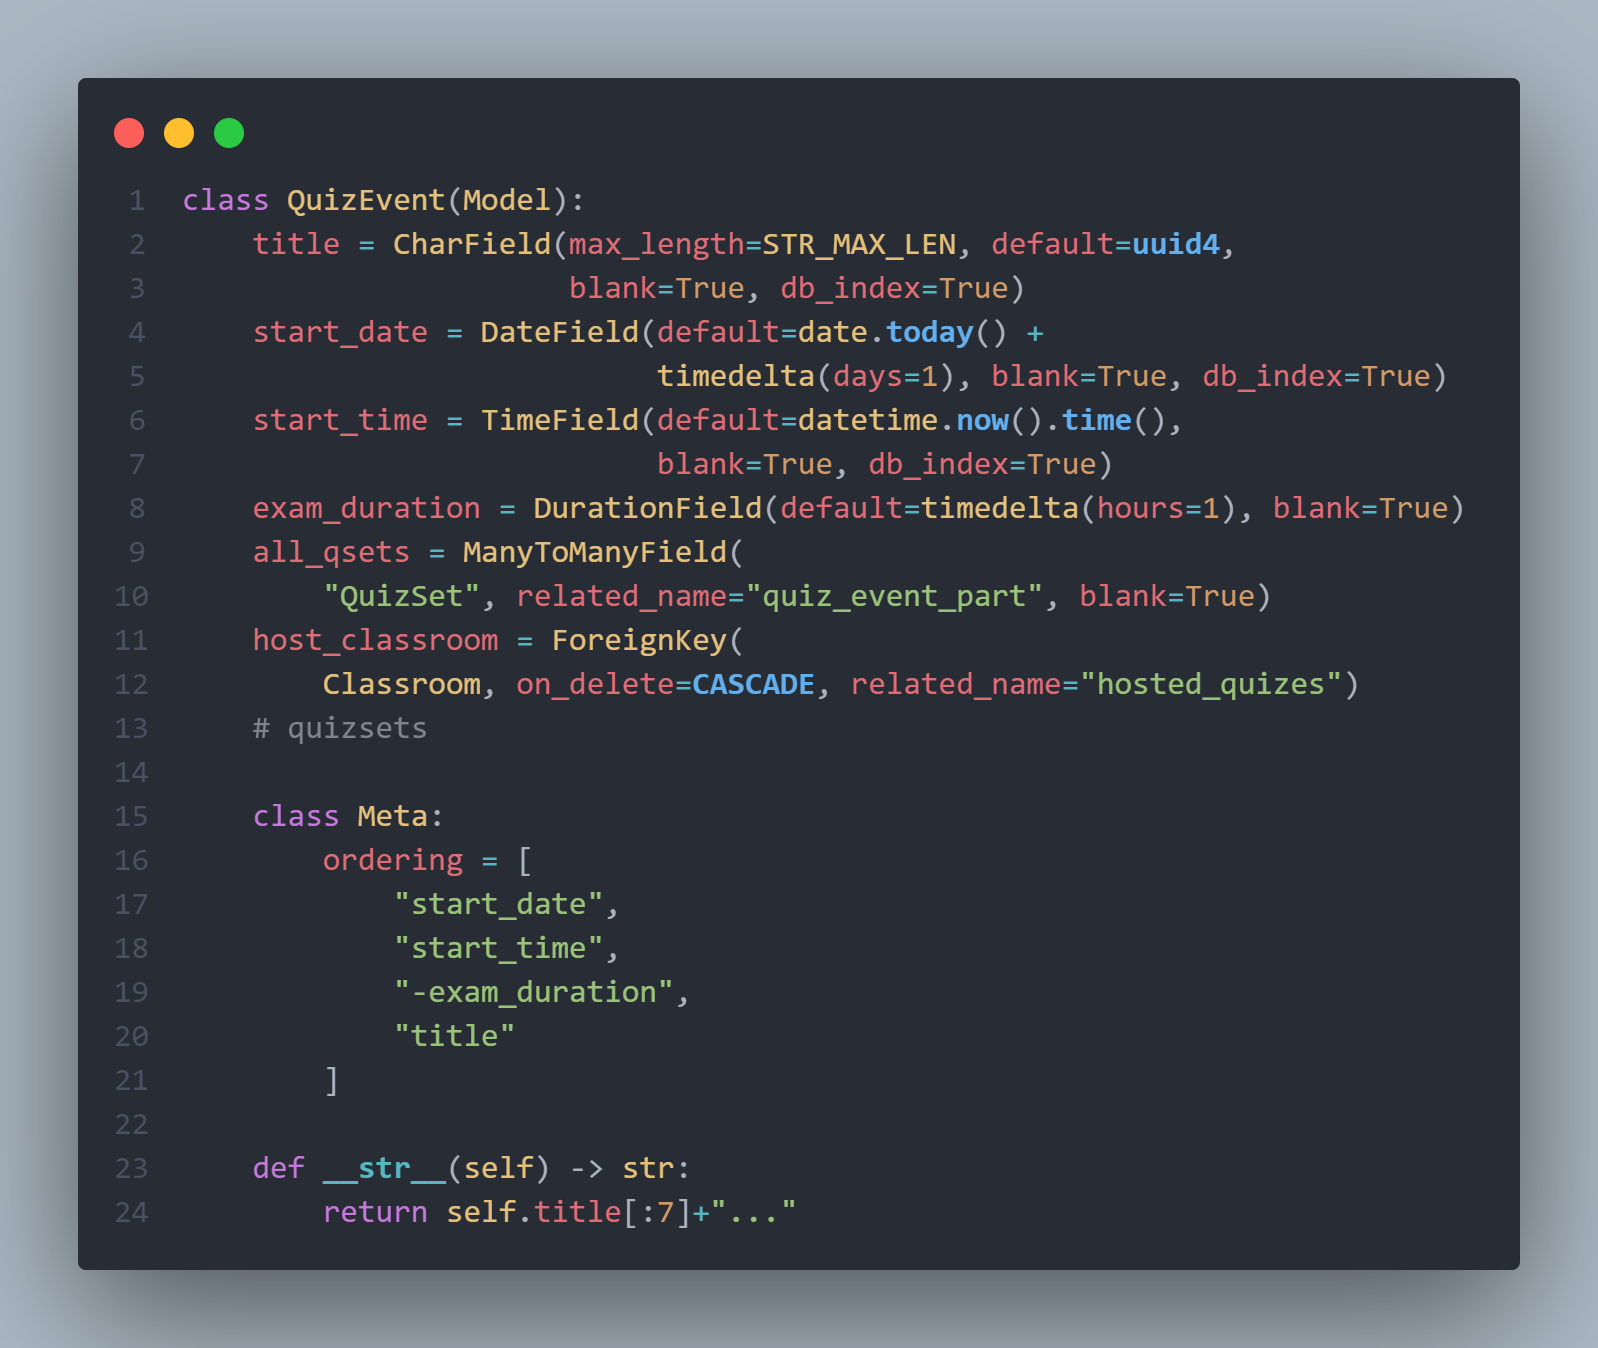 1 class QuizEvent(Model):
2     title = CharField(max_length=STR_MAX_LEN, default=uuid4,
3                       blank=True, db_index=True)
4     start_date = DateField(default=date.today() +
5                            timedelta(days=1), blank=True, db_index=True)
6     start_time = TimeField(default=datetime.now().time(),
7                            blank=True, db_index=True)
8     exam_duration = DurationField(default=timedelta(hours=1), blank=True)
9     all_qsets = ManyToManyField(
10         "QuizSet", related_name="quiz_event_part", blank=True)
11     host_classroom = ForeignKey(
12         Classroom, on_delete=CASCADE, related_name="hosted_quizes")
13     # quizsets
14
15     class Meta:
16         ordering = [
17             "start_date",
18             "start_time",
19             "-exam_duration",
20             "title"
21         ]
22
23     def __str__(self) -> str:
24         return self.title[:7]+"..."